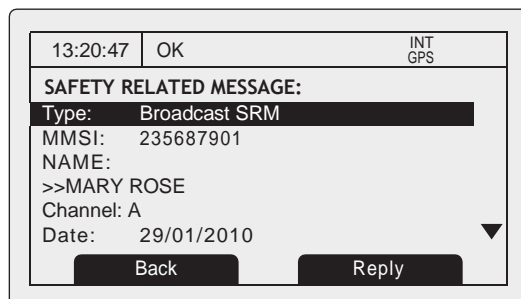 13:20:47 OK INT
GPS
SAFETY RELATED MESSAGE:
Type: Broadcast SRM
MMSI: 235687901
NAME:
>>MARY ROSE
Channel: A
Date: 29/01/2010
Back Reply